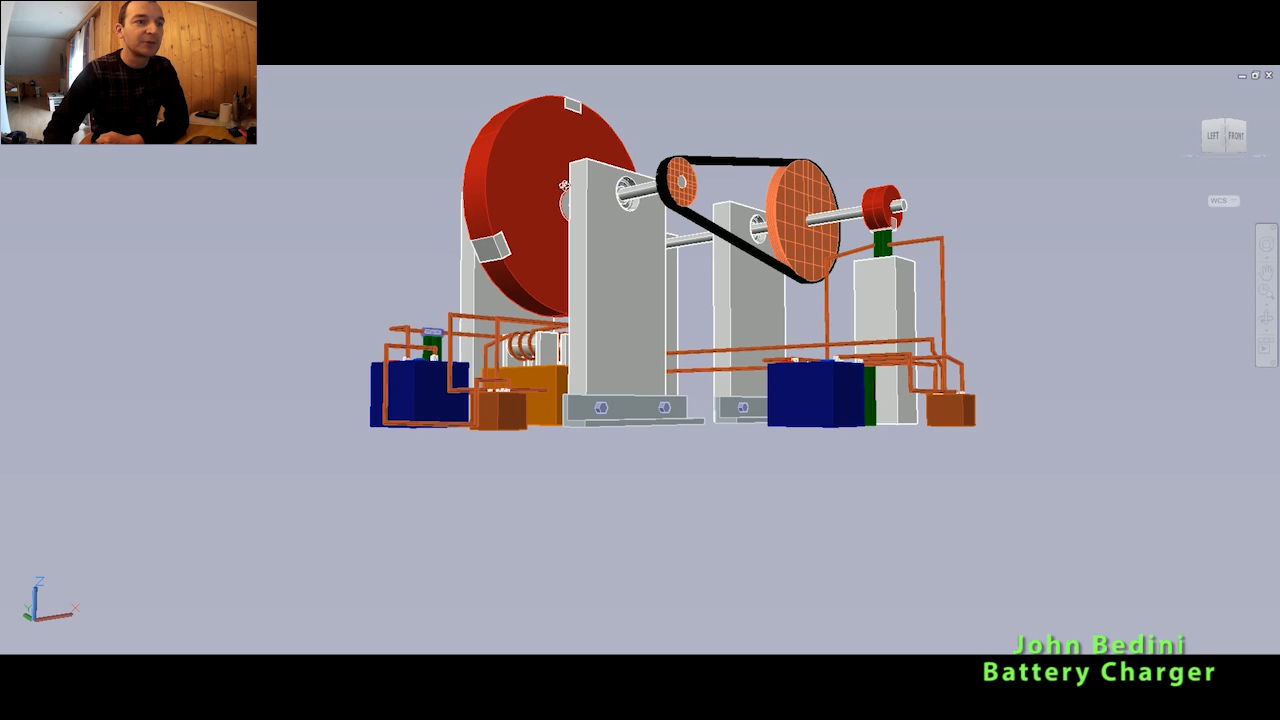 LEFT
FRONT
WCS
Z
X
Y
John Bedini
Battery Charger